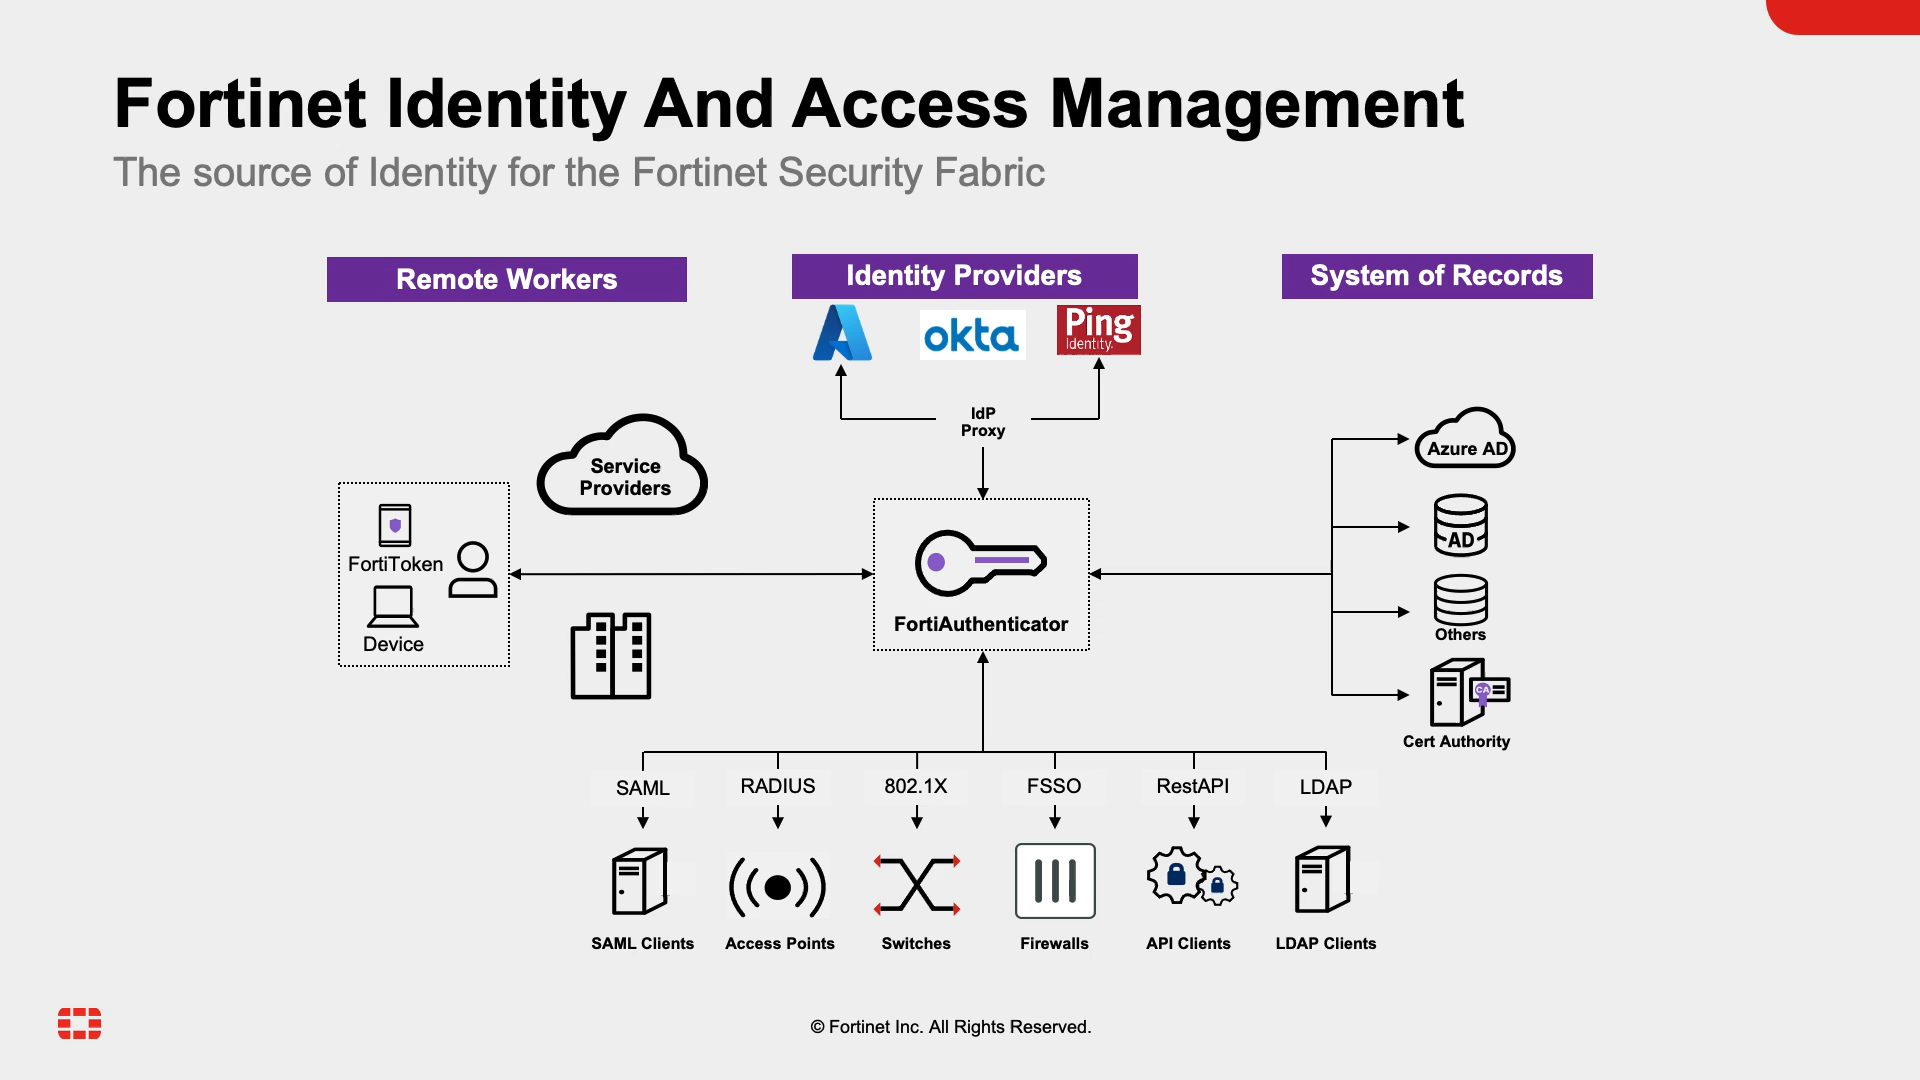 Fortinet Identity And Access Management
The source of Identity for the Fortinet Security Fabric
Remote Workers
Identity Providers
System of Records
okta
Ping
Identity.
IdP
Proxy
Service
Providers
Azure AD
AD
FortiToken
Device
FortiAuthenticator
Others
CA
Cert Authority
SAML
RADIUS
802.1X
FSSO
RestAPI
LDAP
SAML Clients
Access Points
Switches
Firewalls
API Clients
LDAP Clients
© Fortinet Inc. All Rights Reserved.